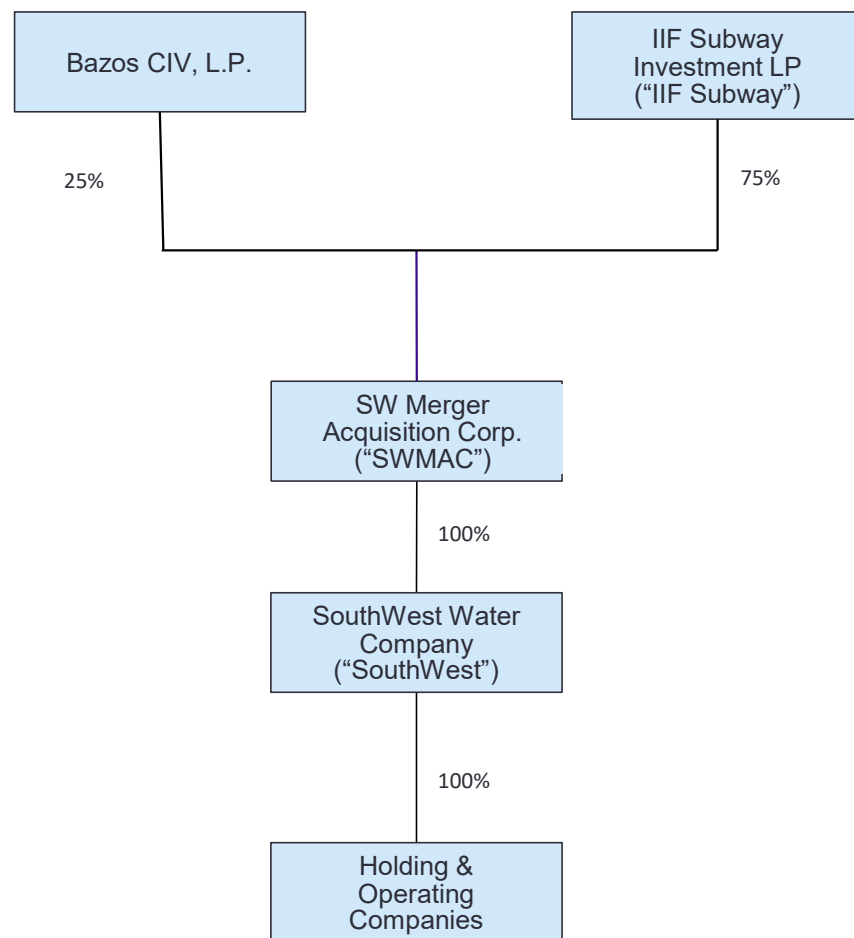 Bazos CIV, L.P.
IIF Subway
Investment LP
(“IIF Subway”)
25%
75%
SW Merger
Acquisition Corp.
(“SWMAC”)
100%
SouthWest Water
Company
(“SouthWest”)
100%
Holding &
Operating
Companies